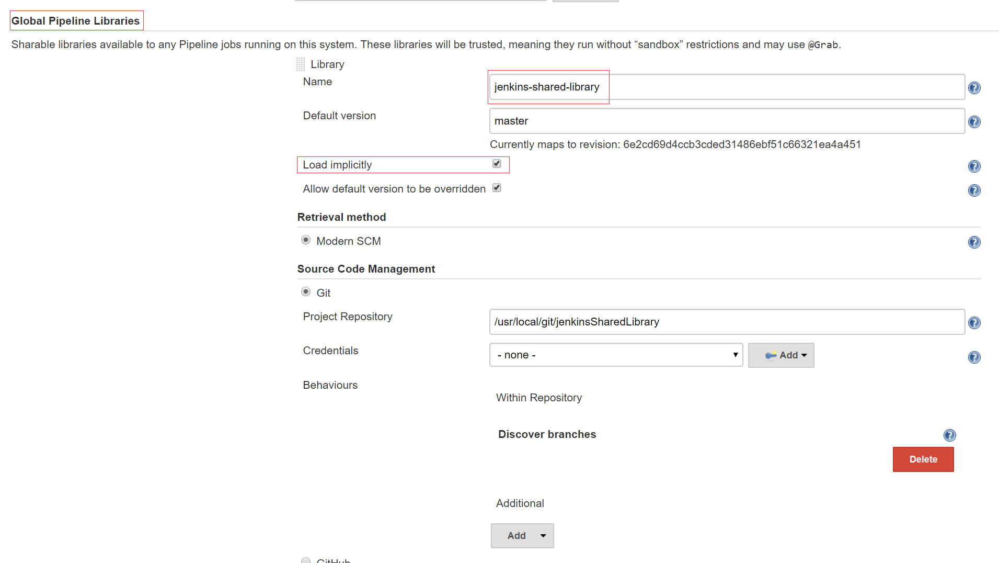 Global Pipeline Libraries
Sharable libraries available to any Pipeline jobs running on this system. These libraries will be trusted, meaning they run without “sandbox” restrictions and may use @Grab.
Library
Name
jenkins-shared-library
Default version
master
Currently maps to revision: 6e2cd69d4ccb3cded31486ebf51c66321ea4a451
Load implicitly
Allow default version to be overridden
Retrieval method
Modern SCM
Source Code Management
Git
Project Repository
/usr/local/git/jenkinsSharedLibrary
Credentials
- none -
Add
Behaviours
Within Repository
Discover branches
Delete
Additional
Add
GitHub